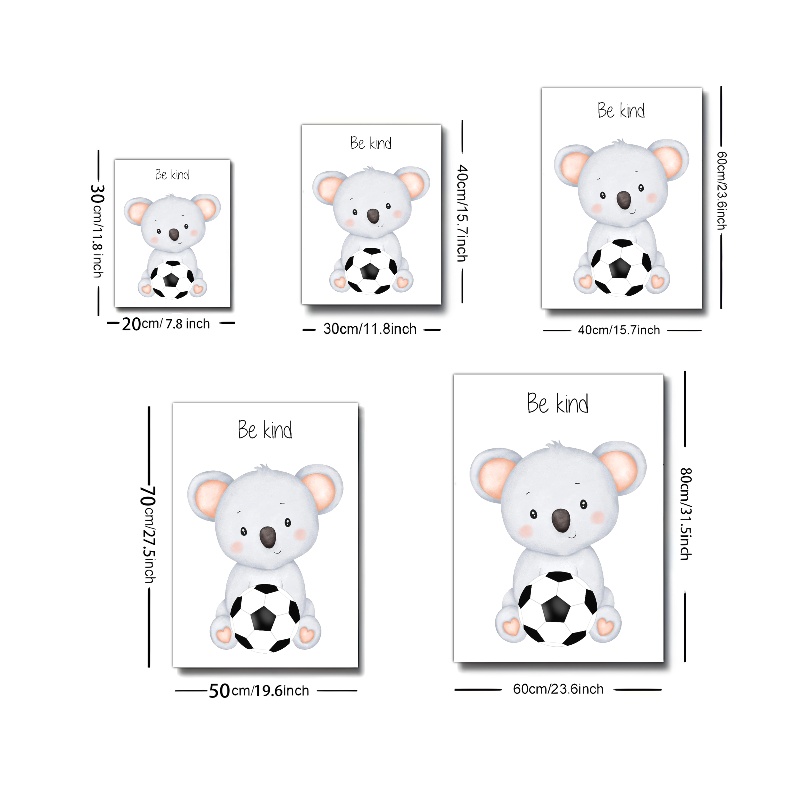 Be kind
30cm/11.8 inch
20cm/7.8 inch
Be kind
40cm/15.7inch
30cm/11.8inch
Be kind
60cm/23.6inch
40cm/15.7inch
Be kind
70cm/27.5inch
50cm/19.6inch
Be kind
80cm/31.5inch
60cm/23.6inch